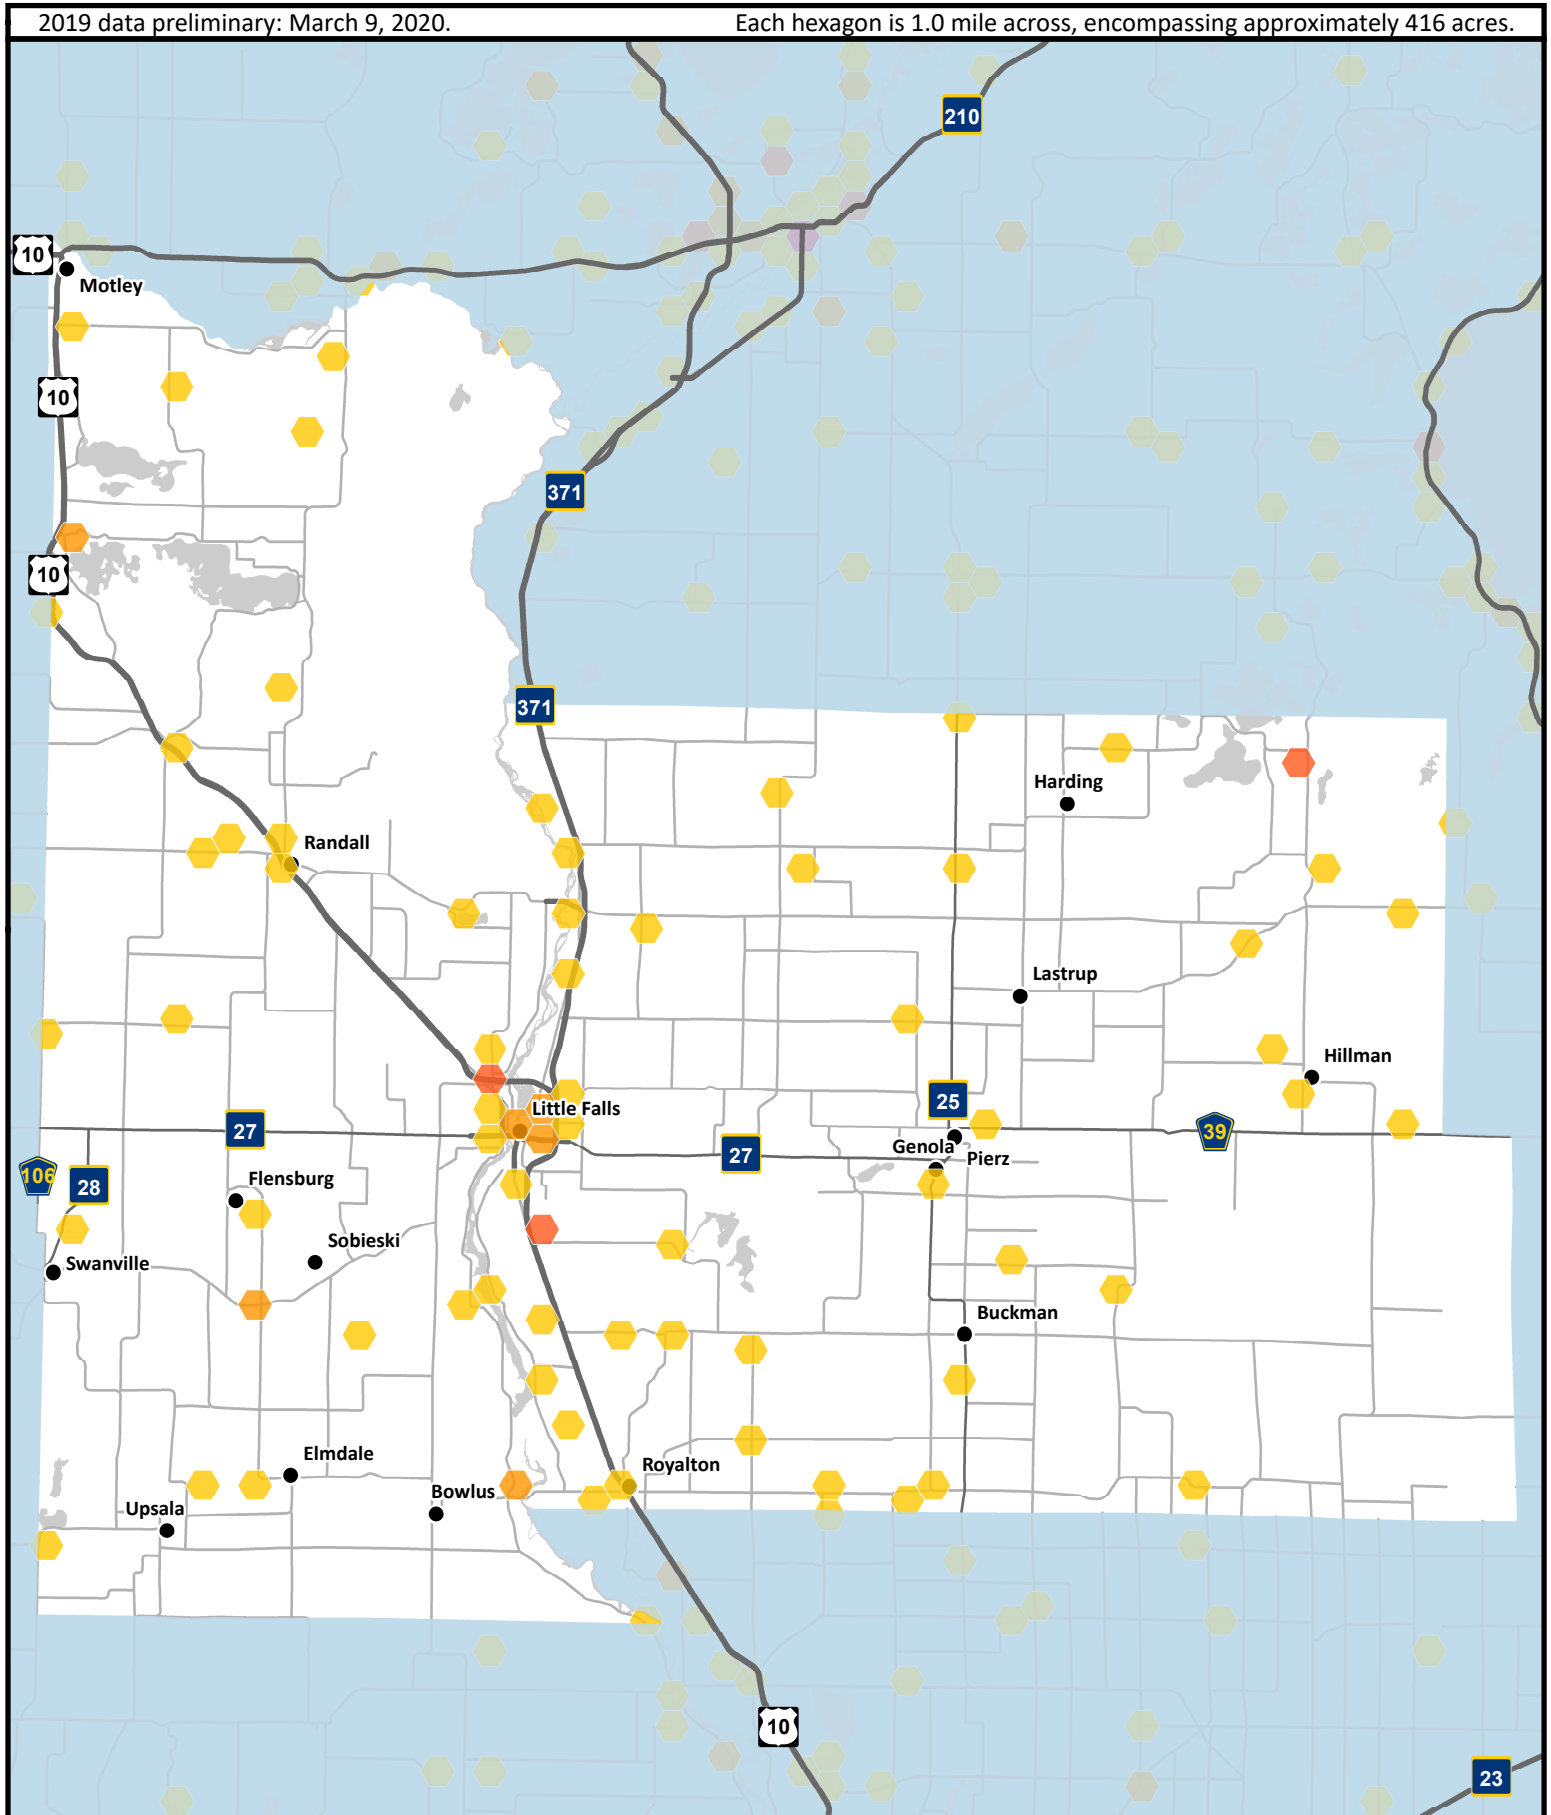 2019 data preliminary: March 9, 2020.
Each hexagon is 1.0 mile across, encompassing approximately 416 acres.
210
10
Motley
10
371
10
371
Harding
Randall
Lastrup
Hillman
25
Little Falls
27
39
Genola
27
Pierz
106
28
Flensburg
Sobieski
Swanville
Buckman
Elmdale
Royalton
Bowlus
Upsala
10
23